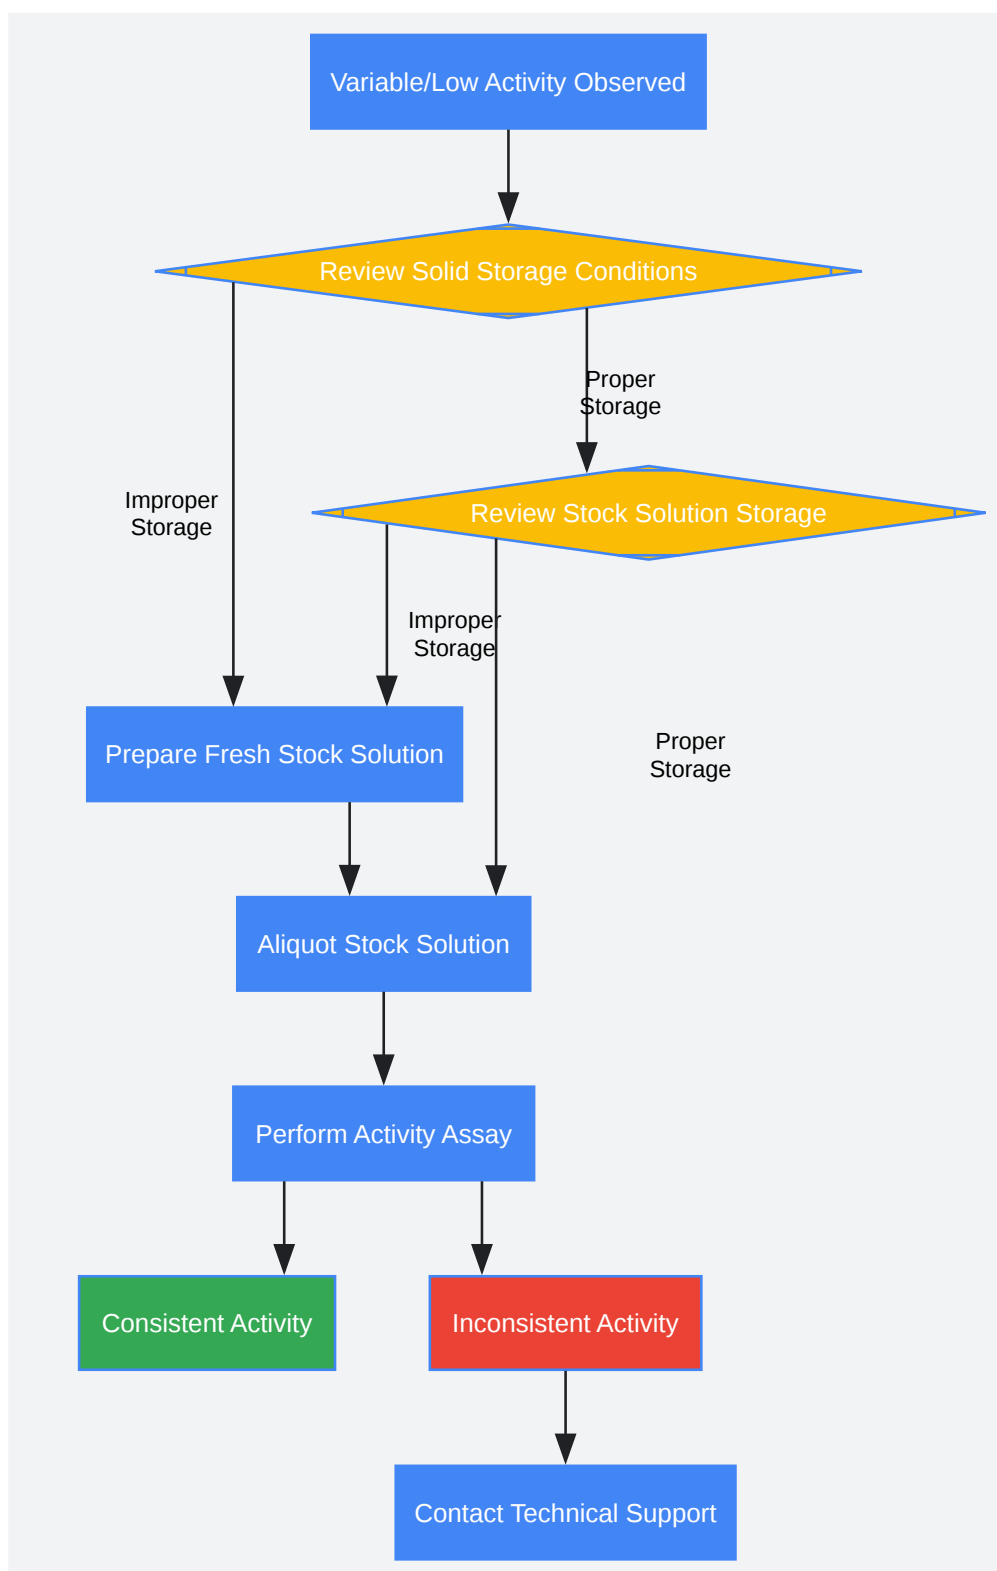 Variable/Low Activity Observed
Review Solid Storage Conditions
Proper
Storage
Improper
Storage
Review Stock Solution Storage
Improper
Storage
Proper
Storage
Prepare Fresh Stock Solution
Aliquot Stock Solution
Perform Activity Assay
Consistent Activity
Inconsistent Activity
Contact Technical Support